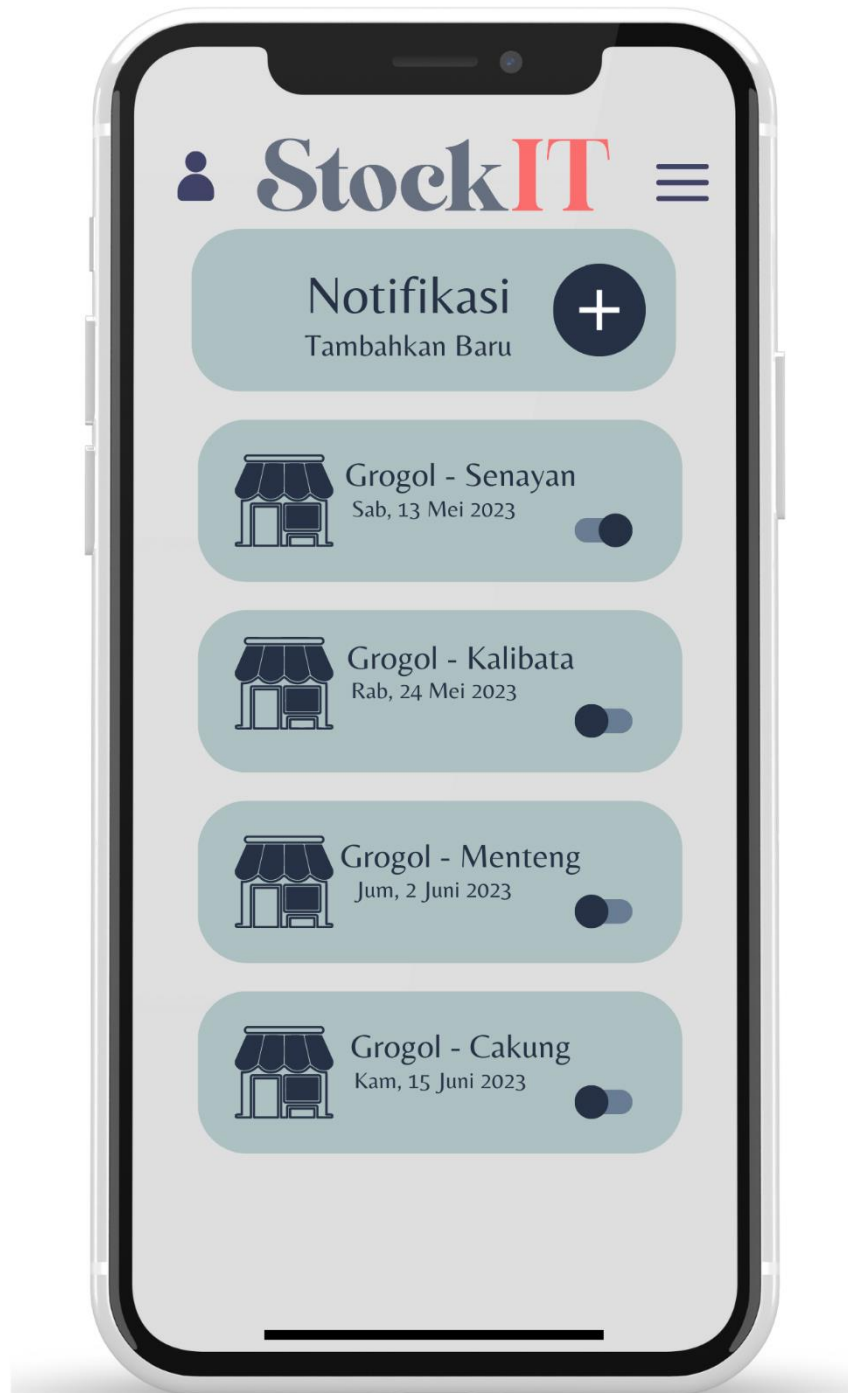 StockIT
Notifikasi
Tambahkan Baru
Grogol - Senayan
Sab, 13 Mei 2023
Grogol - Kalibata
Rab, 24 Mei 2023
Grogol - Menteng
Jum, 2 Juni 2023
Grogol - Cakung
Kam, 15 Juni 2023